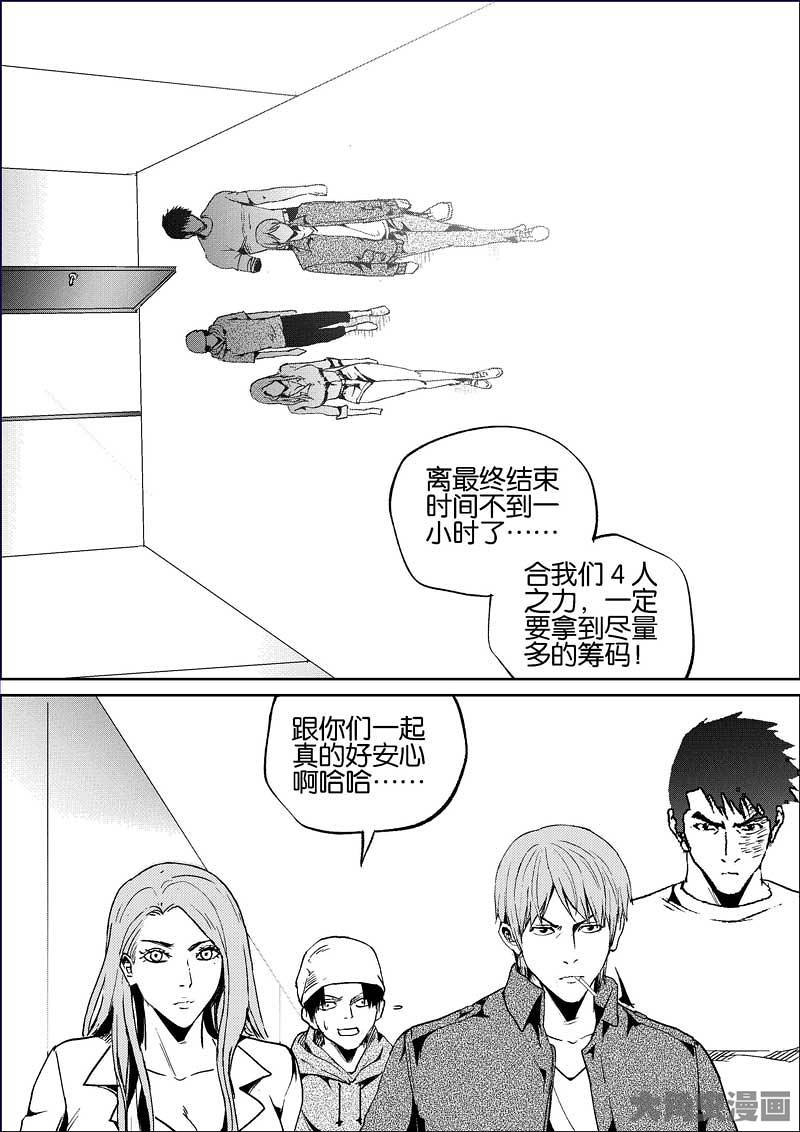 离最终结束
时间不到一
小时了……
合我们4人
之力，一定
要拿到尽量
多的筹码！
跟你们一起
真的好安心
啊哈哈……
漫画